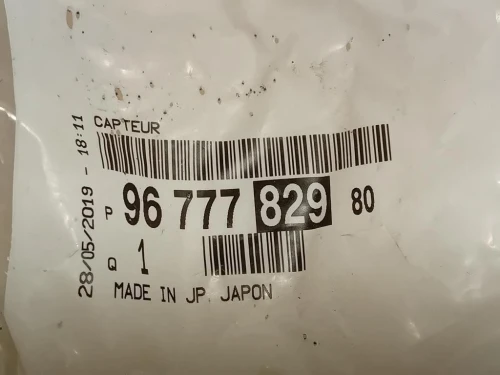 CAPTEUR
P 96 777 829 80
Q 1
MADE IN JP JAPON
28/05/2019 - 18:11